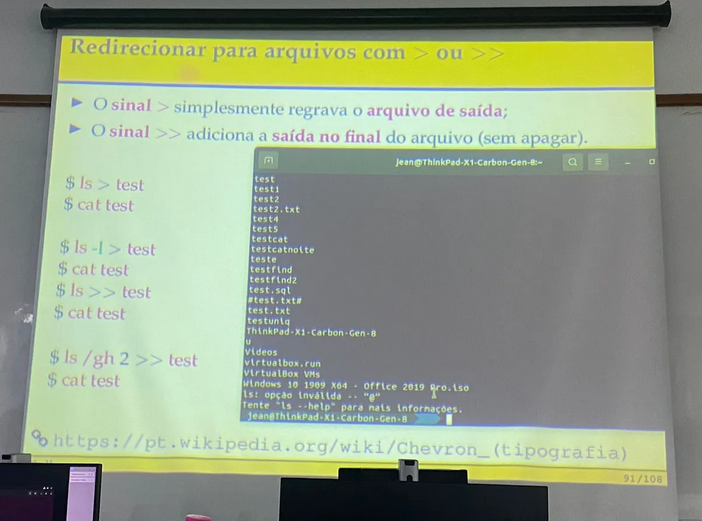 Redirecionar para arquivos com > ou >>
► O sinal > simplesmente regrava o arquivo de saída;
► O sinal >> adiciona a saída no final do arquivo (sem apagar).
$ ls > test
$ cat test
$ ls -l > test
$ cat test
$ ls >> test
$ cat test
$ ls /gh 2 >> test
$ cat test
jean@ThinkPad-X1-Carbon-Gen-8:~
test
test1
test2
test2.txt
test4
test5
testcat
testcatnoite
teste
testfind
testfind2
test.sql
#test.txt#
test.txt
testuniq
ThinkPad-X1-Carbon-Gen-8
u
Vídeos
virtualbox.run
VirtualBox VMs
Windows 10 1909 X64 - Office 2019 Pro.iso
ls: opção inválida -- "@"
Tente "ls --help" para mais informações.
jean@ThinkPad-X1-Carbon-Gen-8
https://pt.wikipedia.org/wiki/Chevron_(tipografia)
91/108